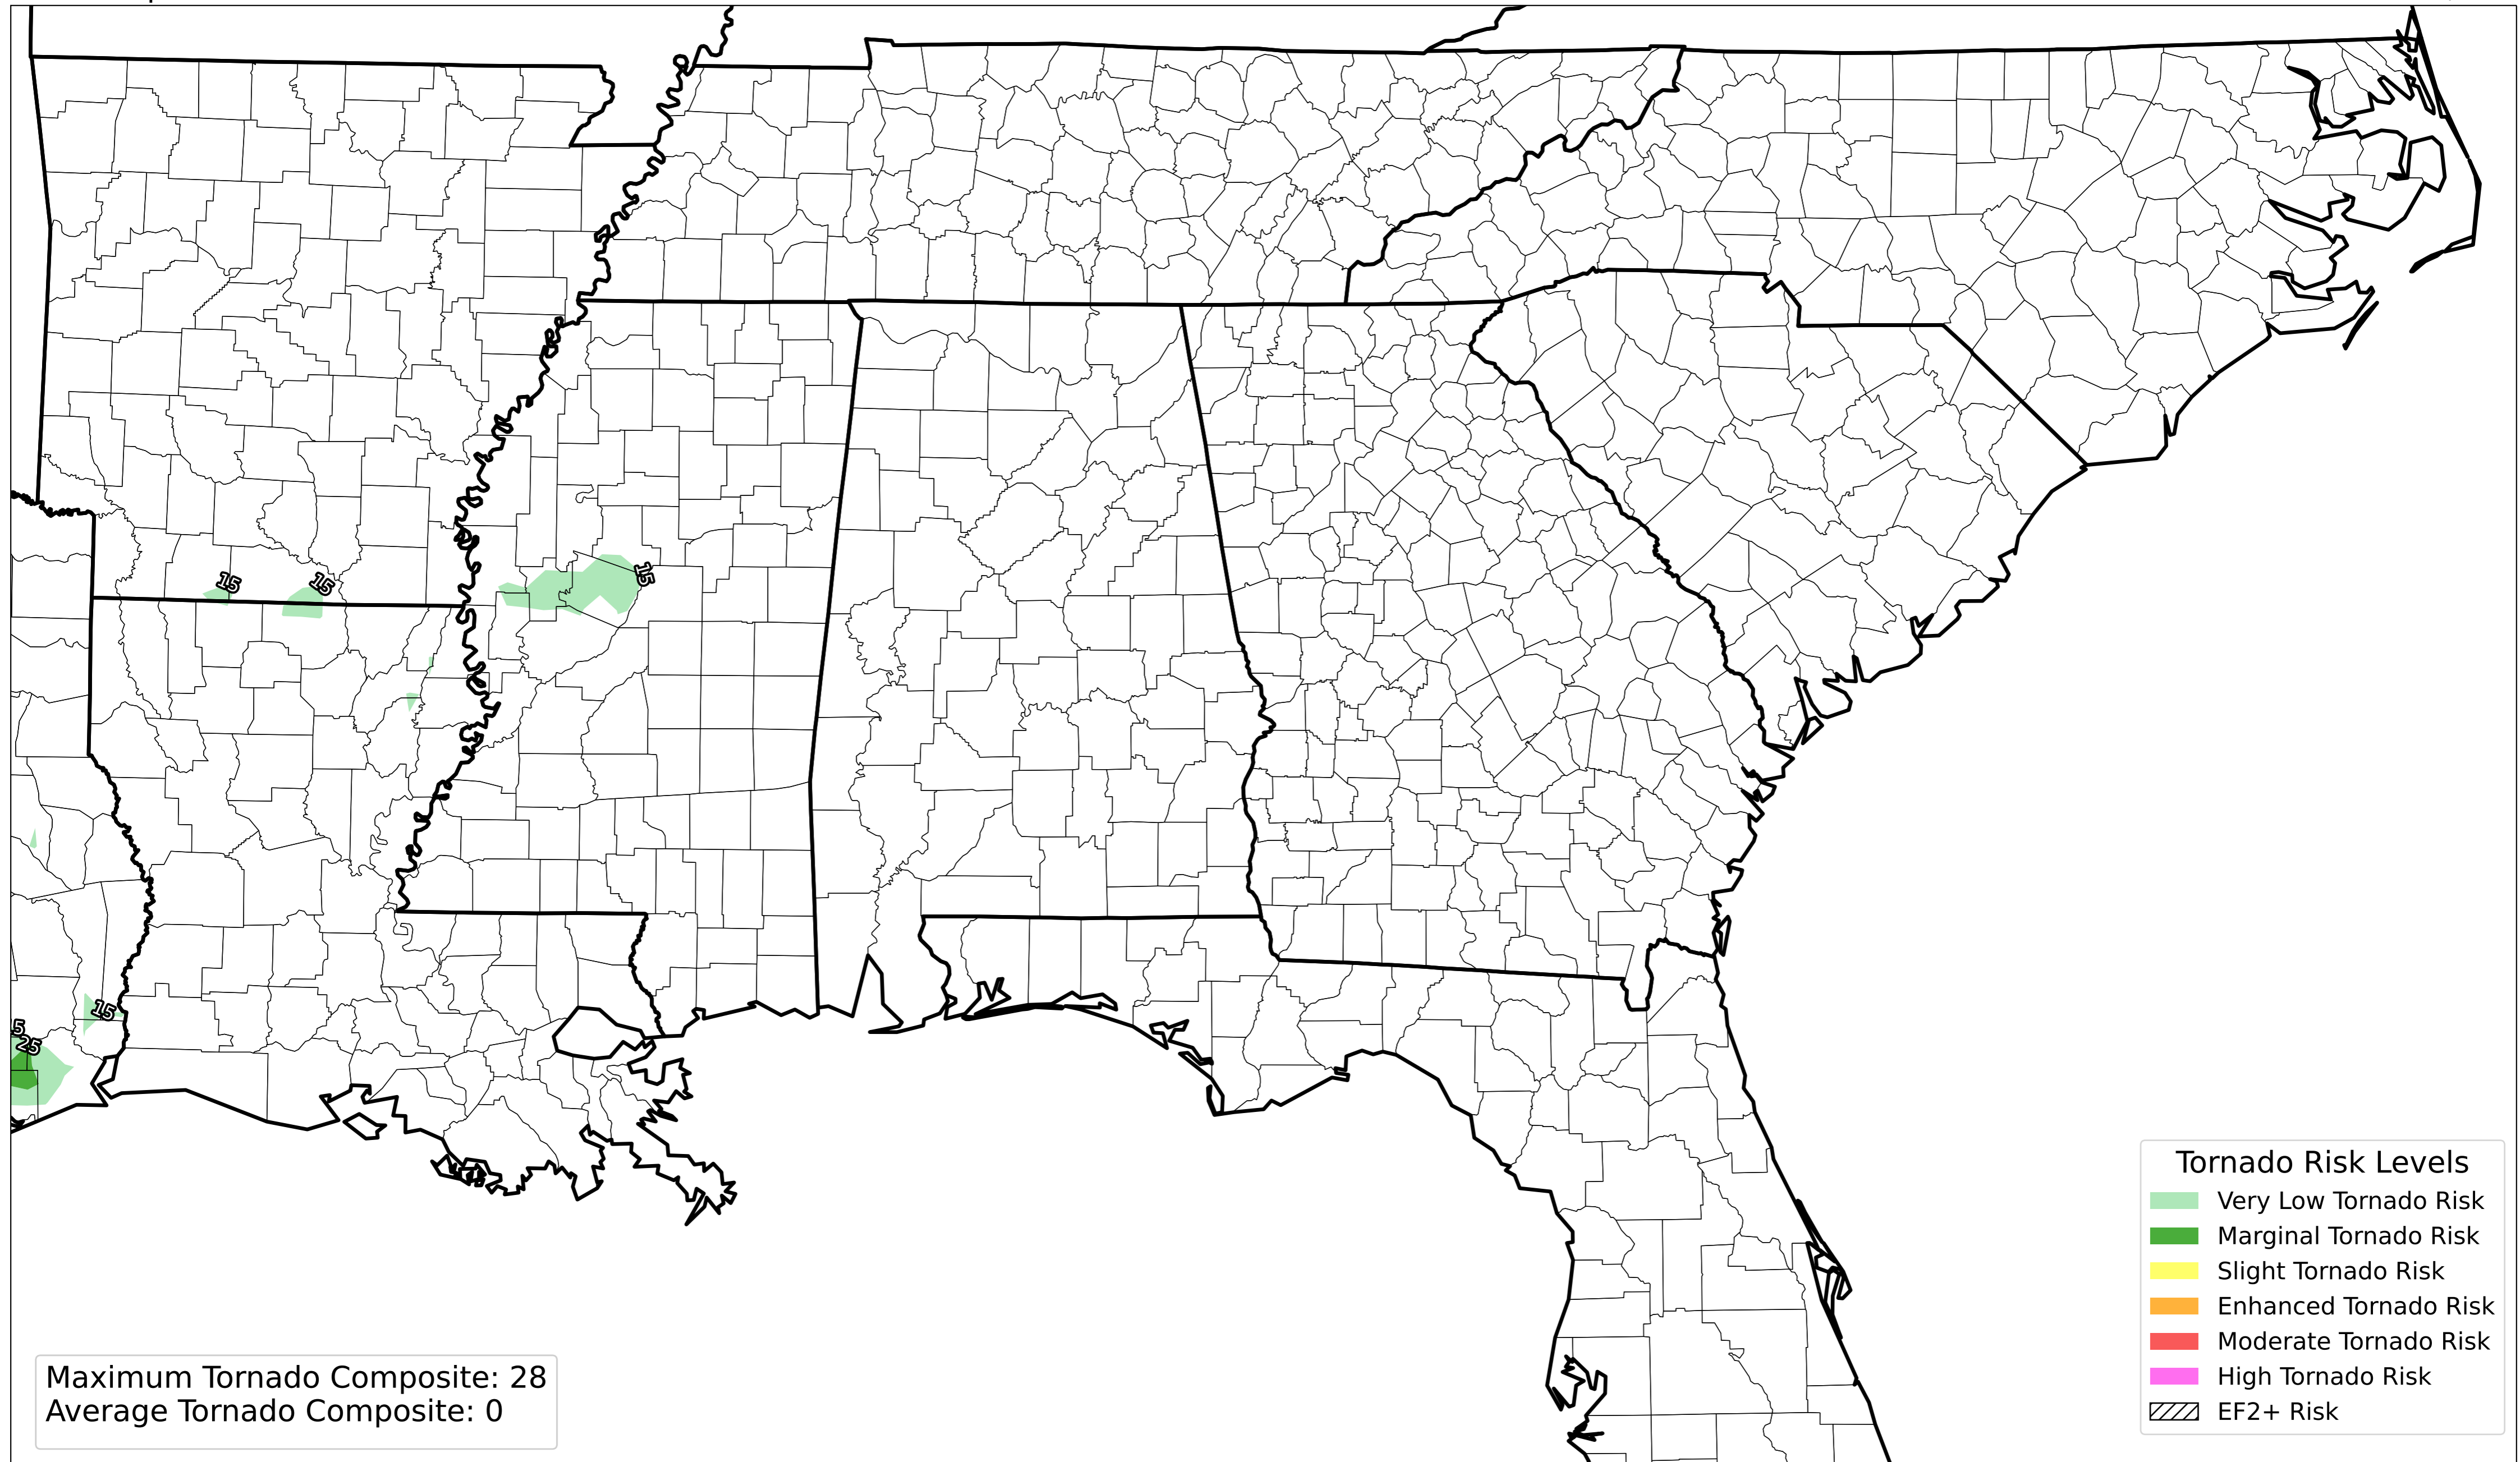 15
15
15
15
5
25
Tornado Risk Levels
Very Low Tornado Risk
Marginal Tornado Risk
Slight Tornado Risk
Enhanced Tornado Risk
Moderate Tornado Risk
High Tornado Risk
EF2+ Risk
Maximum Tornado Composite: 28
Average Tornado Composite: 0